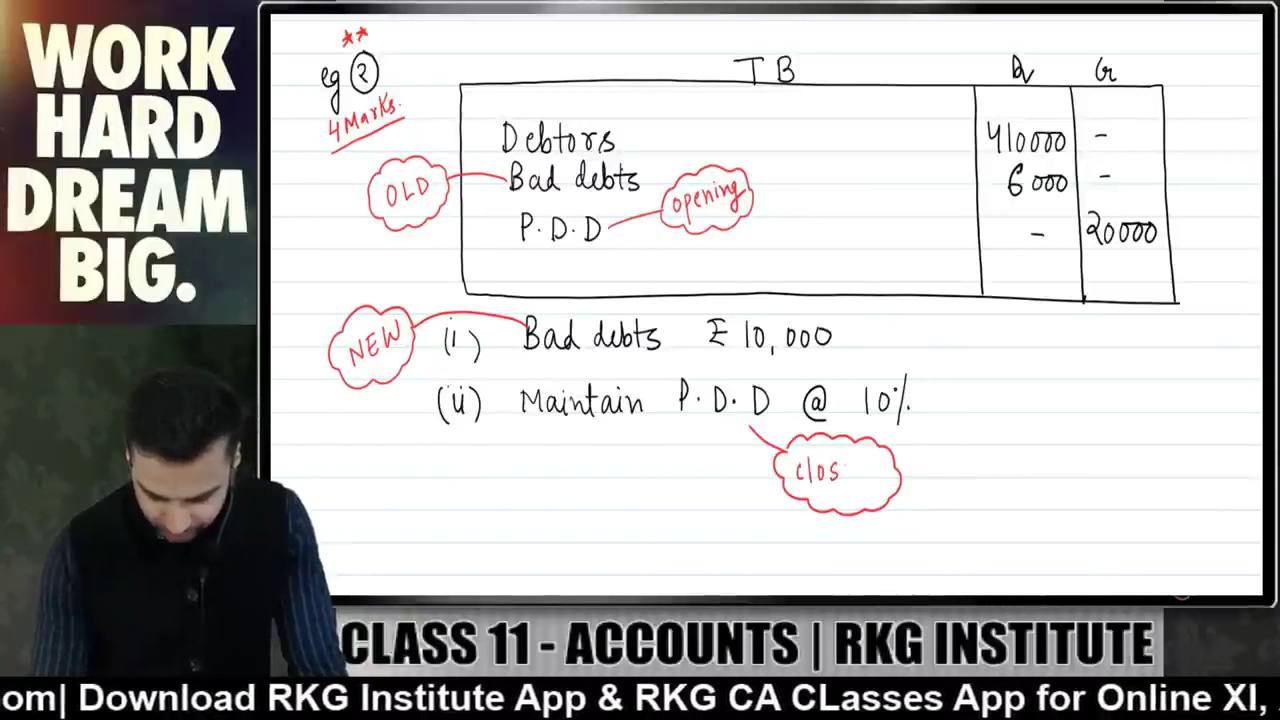 WORK
HARD
DREAM
BIG.
**
eg 2
4 Marks.
T B Dr Cr
Debtors 410000 -
OLD Bad debts 6000 -
P.D.D opening - 20000
NEW (i) Bad debts ₹ 10,000
(ii) Maintain P.D.D @ 10%
clos
CLASS 11 - ACCOUNTS | RKG INSTITUTE
om| Download RKG Institute App & RKG CA CLasses App for Online XI,